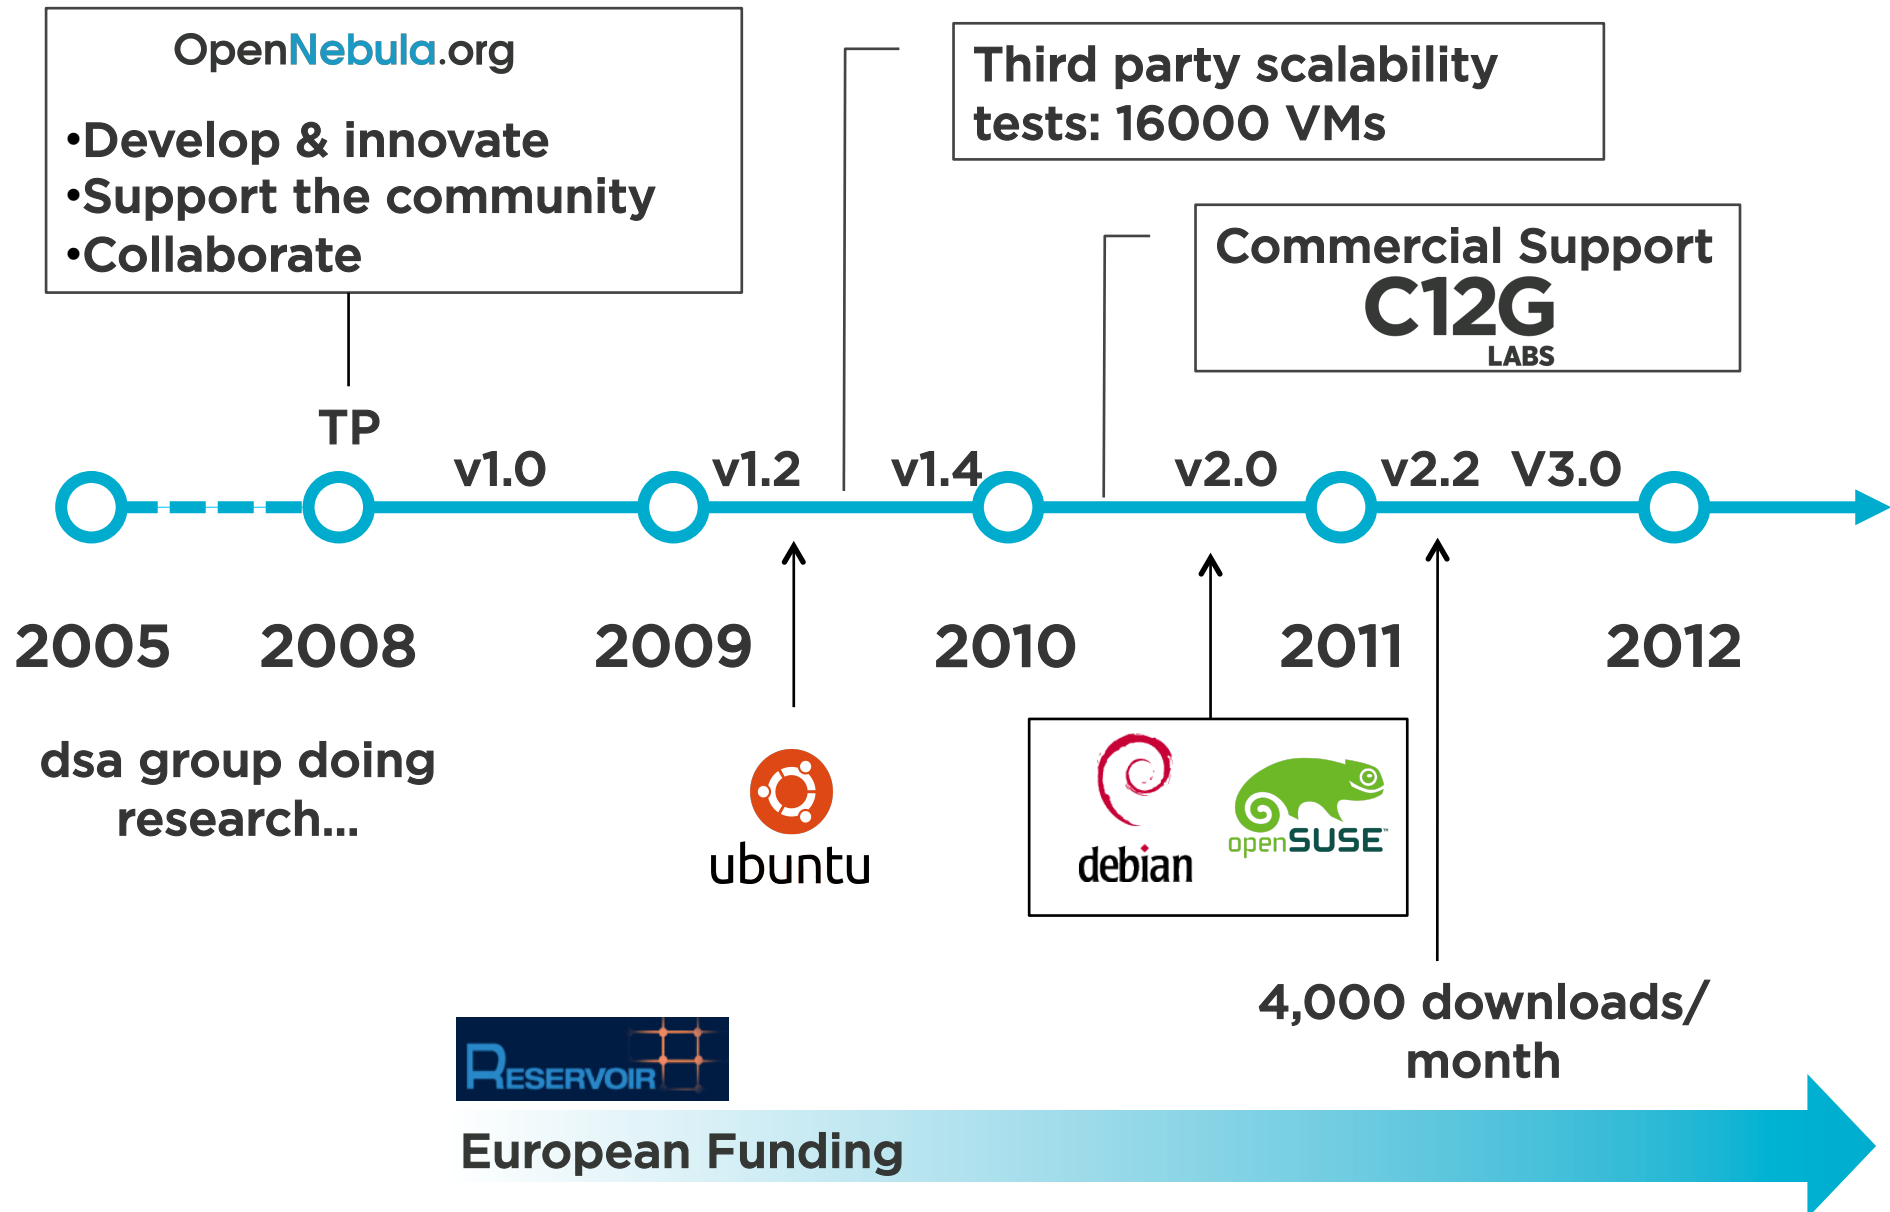 OpenNebula.org
•Develop & innovate
•Support the community
•Collaborate
Third party scalability
tests: 16000 VMs
Commercial Support
C12G
LABS
TP
v1.0
v1.2
v1.4
v2.0
v2.2
V3.0
2005
2008
2009
2010
2011
2012
dsa group doing
research...
ubuntu
debian
openSUSE™
4,000 downloads/
month
RESERVOIR
European Funding